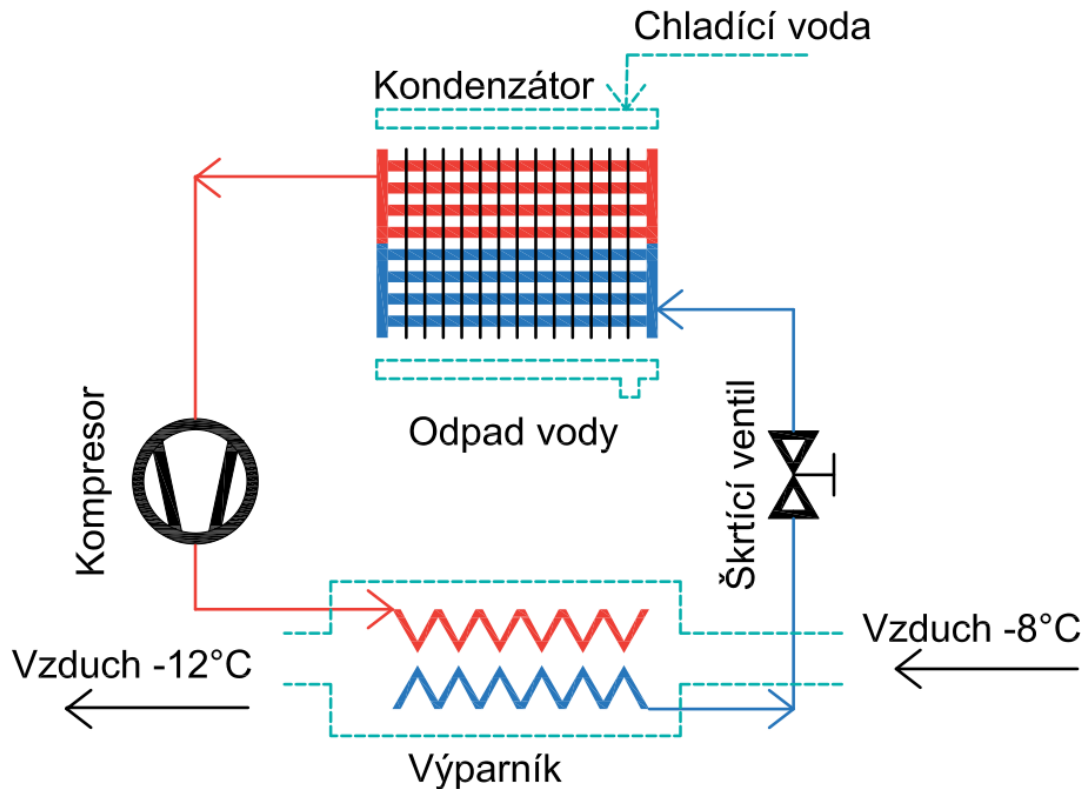 Chladící voda
Kondenzátor
Odpad vody
Kompresor
Škrtící ventil
Vzduch -8°C
Vzduch -12°C
Výparník